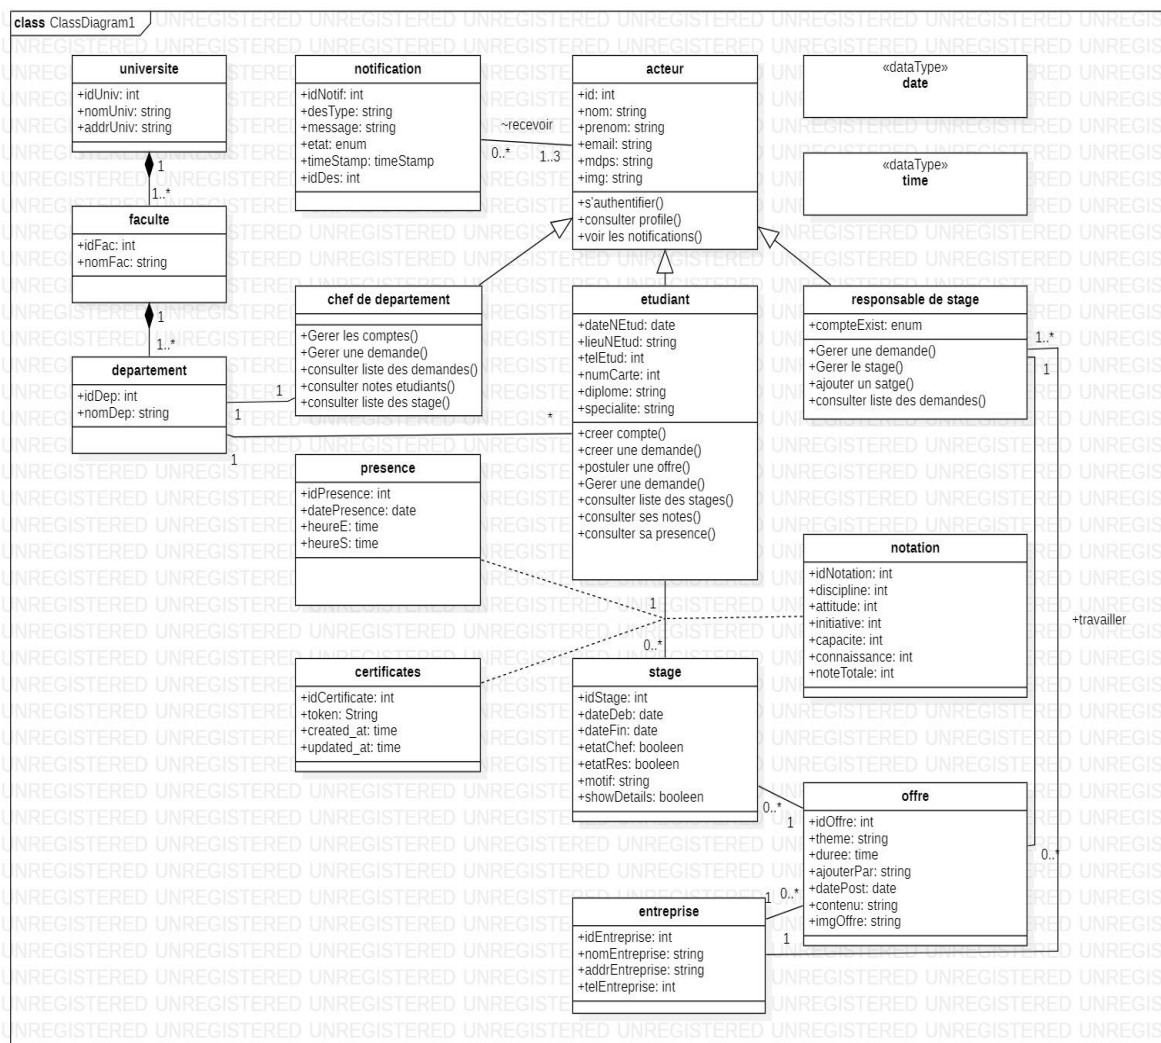 class ClassDiagram1
universite
+idUniv: int
+nomUniv: string
+addrUniv: string
1
1..*
faculte
+idFac: int
+nomFac: string
1
1..*
departement
+idDep: int
+nomDep: string
1
1
1
*
notification
+idNotif: int
+desType: string
+message: string
+etat: enum
+timeStamp: timeStamp
+idDes: int
~recevoir
0..*
1..3
acteur
+id: int
+nom: string
+prenom: string
+email: string
+mdps: string
+img: string
+s'authentifier()
+consulter profile()
+voir les notifications()
«dataType»
date
«dataType»
time
chef de departement
+Gerer les comptes()
+Gerer une demande()
+consulter liste des demandes()
+consulter notes etudiants()
+consulter liste des stage()
etudiant
+dateNEtud: date
+lieuNEtud: string
+telEtud: int
+numCarte: int
+diplome: string
+specialite: string
+creer compte()
+creer une demande()
+postuler une offre()
+Gerer une demande()
+consulter liste des stages()
+consulter ses notes()
+consulter sa presence()
responsable de stage
+compteExist: enum
+Gerer une demande()
+Gerer le stage()
+ajouter un satge()
+consulter liste des demandes()
1..*
1
presence
+idPresence: int
+datePresence: date
+heureE: time
+heureS: time
notation
+idNotation: int
+discipline: int
+attitude: int
+initiative: int
+capacite: int
+connaissance: int
+noteTotale: int
+travailler
1
0..*
certificates
+idCertificate: int
+token: String
+created_at: time
+updated_at: time
stage
+idStage: int
+dateDeb: date
+dateFin: date
+etatChef: booleen
+etatRes: booleen
+motif: string
+showDetails: booleen
0..*
1
offre
+idOffre: int
+theme: string
+duree: time
+ajouterPar: string
+datePost: date
+contenu: string
+imgOffre: string
0..*
1
0..*
1
entreprise
+idEntreprise: int
+nomEntreprise: string
+addrEntreprise: string
+telEntreprise: int
UNREGISTERED